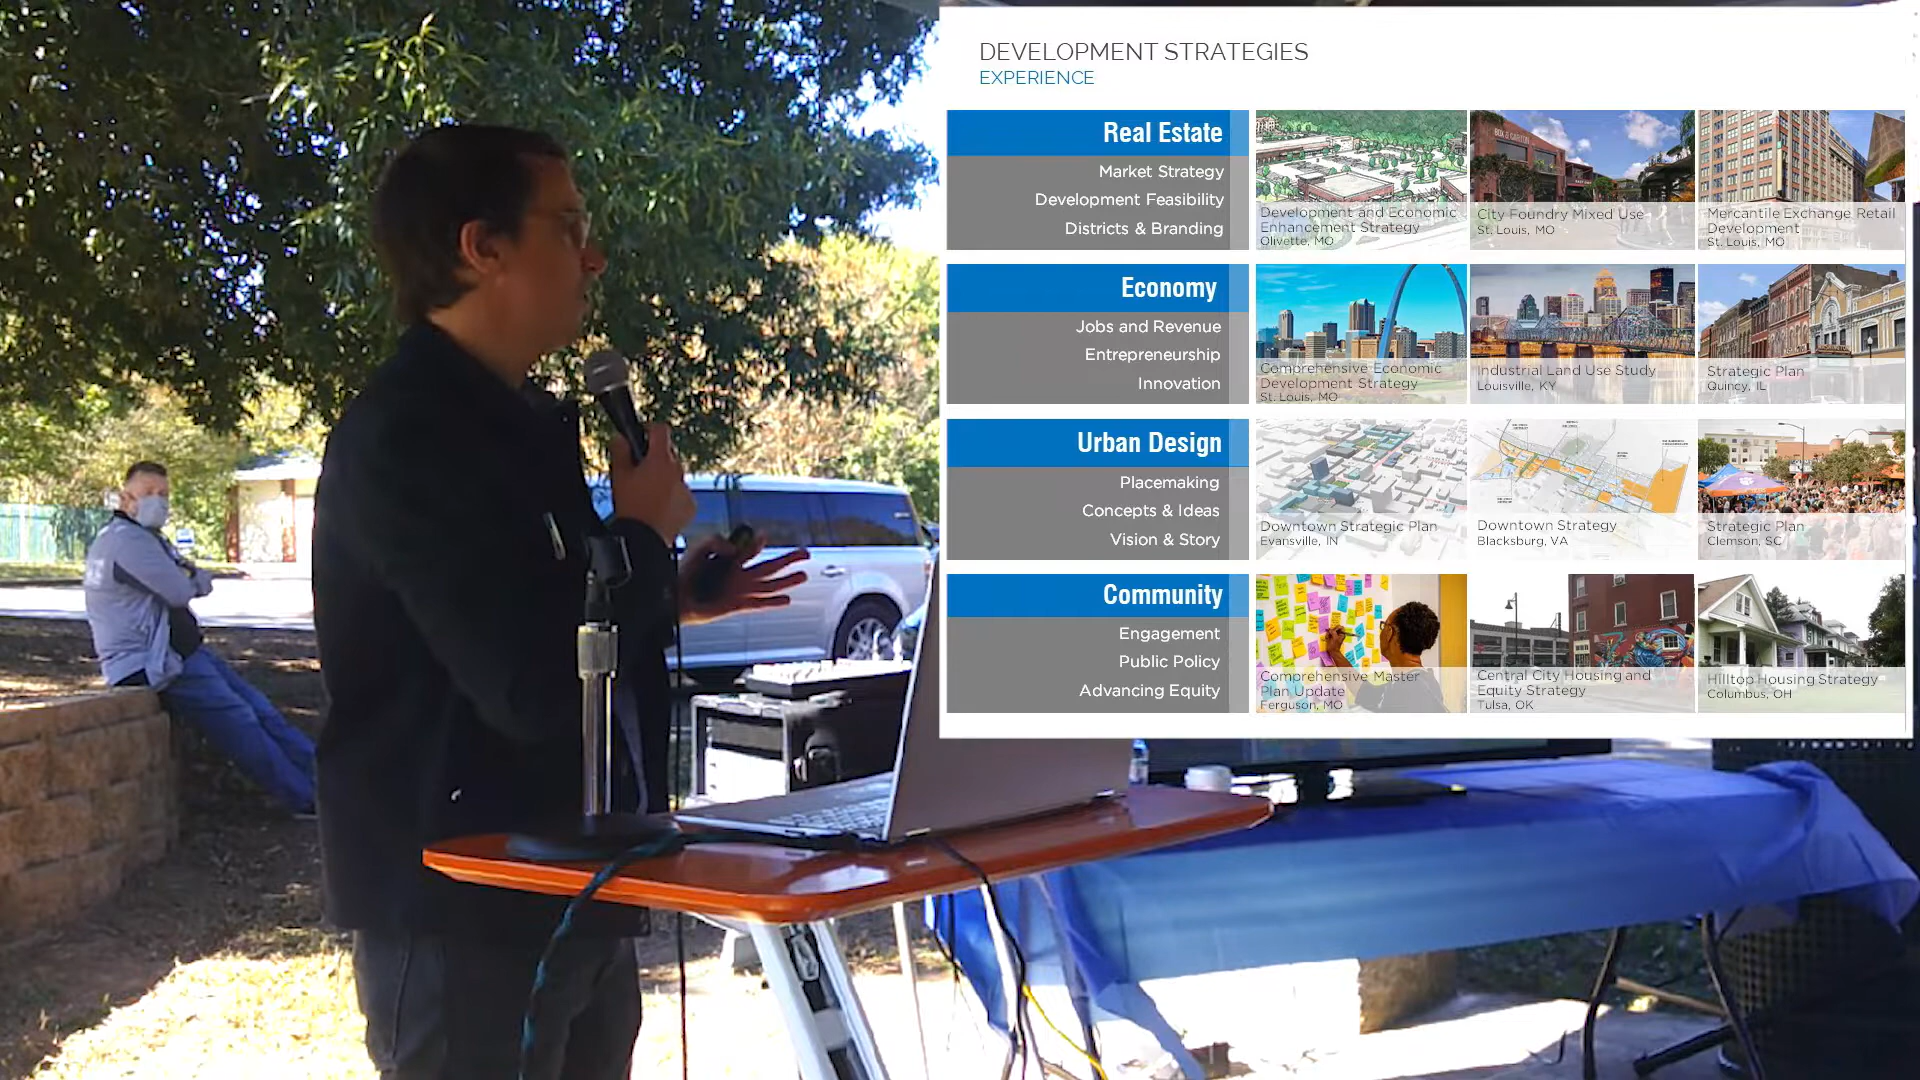 DEVELOPMENT STRATEGIES
EXPERIENCE
Real Estate
Market Strategy
Development Feasibility
Districts & Branding
Development and Economic
Enhancement Strategy
Olivette, MO
City Foundry Mixed Use
St. Louis, MO
Mercantile Exchange Retail
Development
St. Louis, MO
Economy
Jobs and Revenue
Entrepreneurship
Innovation
Comprehensive Economic
Development Strategy
St. Louis, MO
Industrial Land Use Study
Louisville, KY
Strategic Plan
Quincy, IL
Urban Design
Placemaking
Concepts & Ideas
Vision & Story
Downtown Strategic Plan
Evansville, IN
Downtown Strategy
Blacksburg, VA
Strategic Plan
Clemson, SC
Community
Engagement
Public Policy
Advancing Equity
Comprehensive Master
Plan Update
Ferguson, MO
Central City Housing and
Equity Strategy
Tulsa, OK
Hilltop Housing Strategy
Columbus, OH